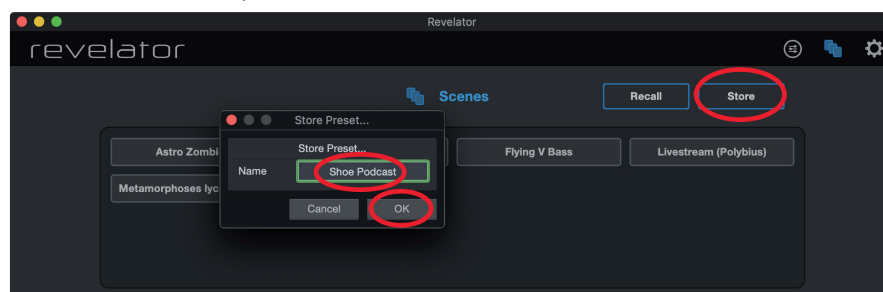 Revelator
revelator
Scenes
Recall
Store
Store Preset...
Store Preset...
Name
Shoe Podcast
Cancel
OK
Astro Zombi
Flying V Bass
Livestream (Polybius)
Metamorphoses lyc